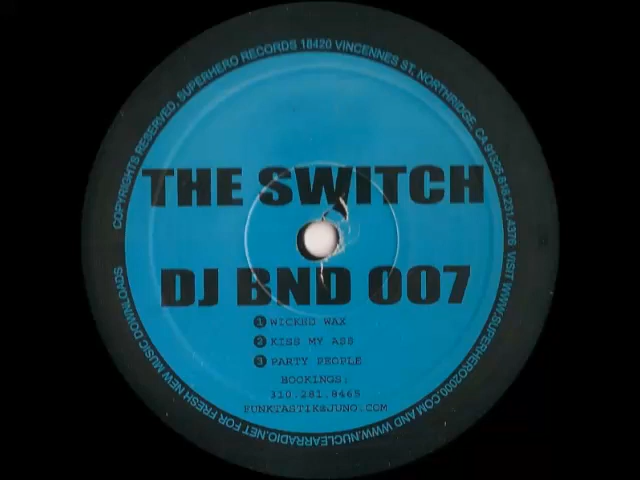 THE SWITCH
DJ BND 007
1 WICKED WAX
2 KISS MY ASS
3 PARTY PEOPLE
BOOKINGS:
310.281.8465
FUNKTASTIK@JUNO.COM
COPYRIGHTS RESERVED, SUPERHERO RECORDS 18420 VINCENNES ST. NORTHRIDGE, CA 91325 818.231.4376 VISIT WWW.SUPERHERO2000.COM AND WWW.NUCLEARRADIO.NET FOR FRESH NEW MUSIC DOWNLOADS